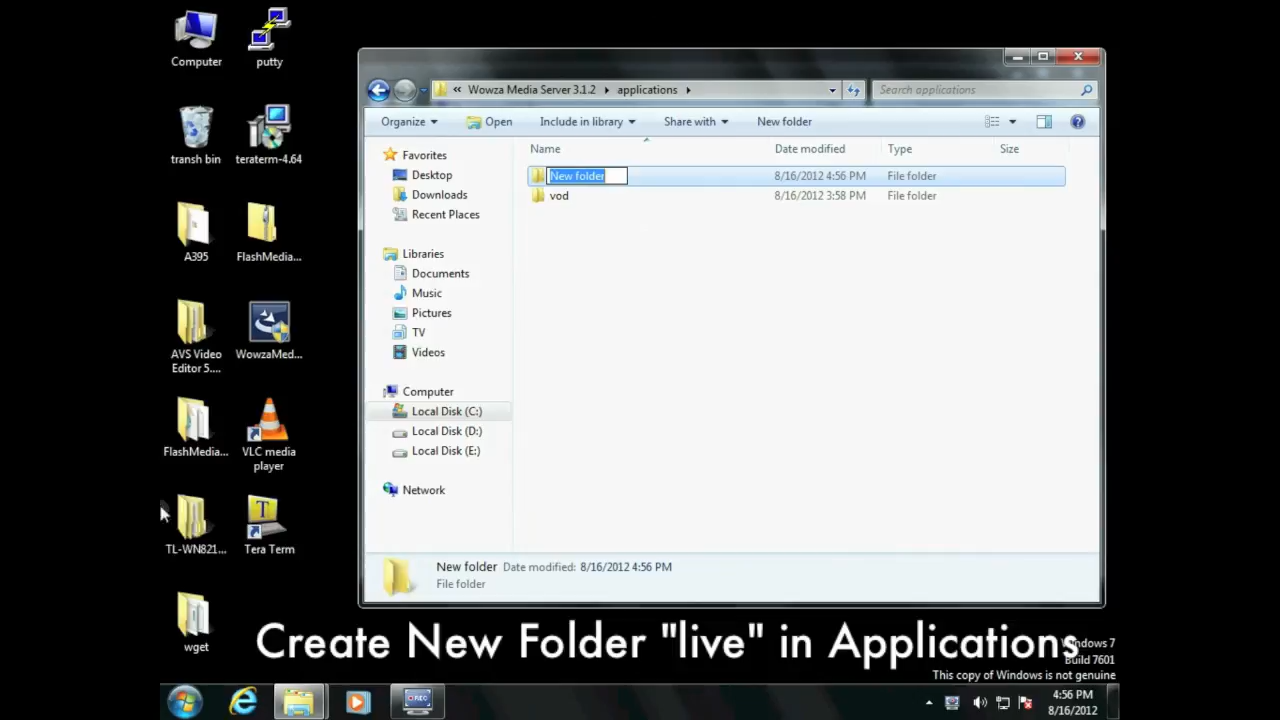 Computer
putty
transh bin
teraterm-4.64
A395
FlashMedia...
AVS Video
Editor 5....
WowzaMed...
FlashMedia...
VLC media
player
TL-WN821...
Tera Term
wget
« Wowza Media Server 3.1.2 ▸ applications ▸
Search applications
Organize
Open
Include in library
Share with
New folder
Name
Date modified
Type
Size
New folder
8/16/2012 4:56 PM
File folder
vod
8/16/2012 3:58 PM
File folder
Favorites
Desktop
Downloads
Recent Places
Libraries
Documents
Music
Pictures
TV
Videos
Computer
Local Disk (C:)
Local Disk (D:)
Local Disk (E:)
Network
New folder Date modified: 8/16/2012 4:56 PM
File folder
Create New Folder "live" in Applications
Windows 7
Build 7601
This copy of Windows is not genuine
REC
4:56 PM
8/16/2012